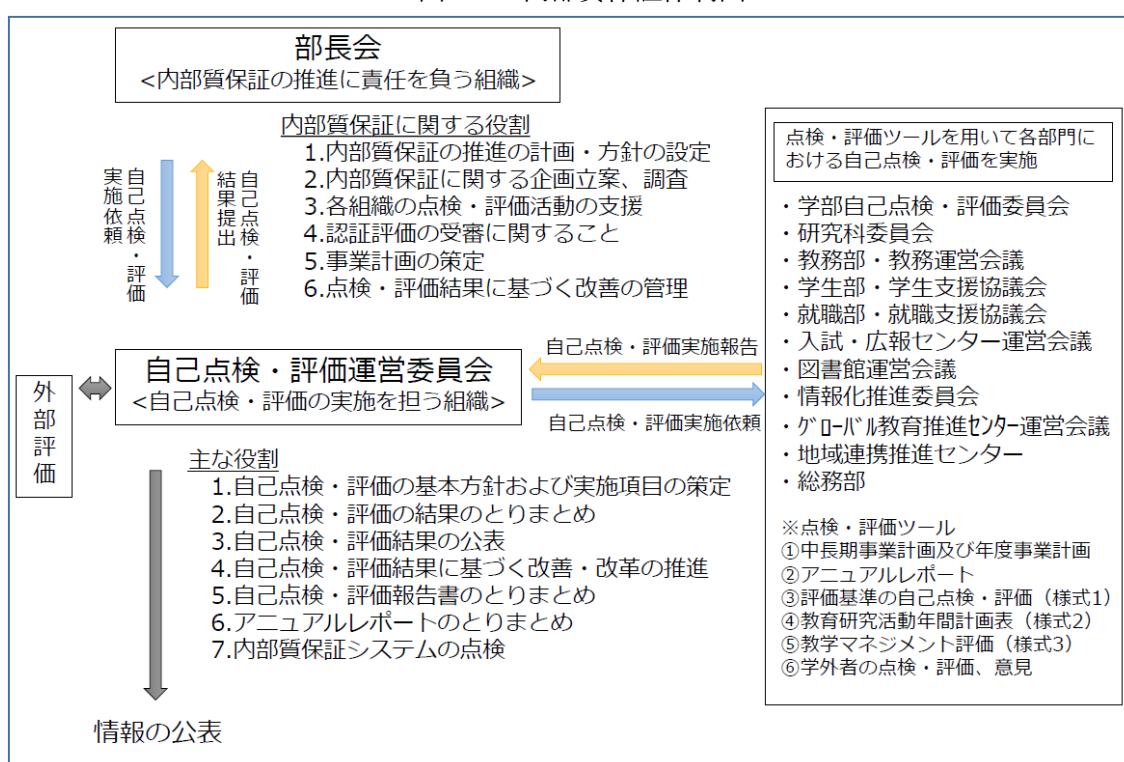 部長会
<内部質保証の推進に責任を負う組織>
内部質保証に関する役割
1.内部質保証の推進の計画・方針の設定
2.内部質保証に関する企画立案、調査
3.各組織の点検・評価活動の支援
4.認証評価の受審に関すること
5.事業計画の策定
6.点検・評価結果に基づく改善の管理
自己点検・評価
実施依頼
自己点検・評価
結果提出
自己点検・評価運営委員会
<自己点検・評価の実施を担う組織>
外部評価
自己点検・評価実施報告
自己点検・評価実施依頼
主な役割
1.自己点検・評価の基本方針および実施項目の策定
2.自己点検・評価の結果のとりまとめ
3.自己点検・評価結果の公表
4.自己点検・評価結果に基づく改善・改革の推進
5.自己点検・評価報告書のとりまとめ
6.アニュアルレポートのとりまとめ
7.内部質保証システムの点検
情報の公表
点検・評価ツールを用いて各部門に
おける自己点検・評価を実施
・学部自己点検・評価委員会
・研究科委員会
・教務部・教務運営会議
・学生部・学生支援協議会
・就職部・就職支援協議会
・入試・広報センター運営会議
・図書館運営会議
・情報化推進委員会
・グローバル教育推進センター運営会議
・地域連携推進センター
・総務部
※点検・評価ツール
①中長期事業計画及び年度事業計画
②アニュアルレポート
③評価基準の自己点検・評価（様式1）
④教育研究活動年間計画表（様式2）
⑤教学マネジメント評価（様式3）
⑥学外者の点検・評価、意見